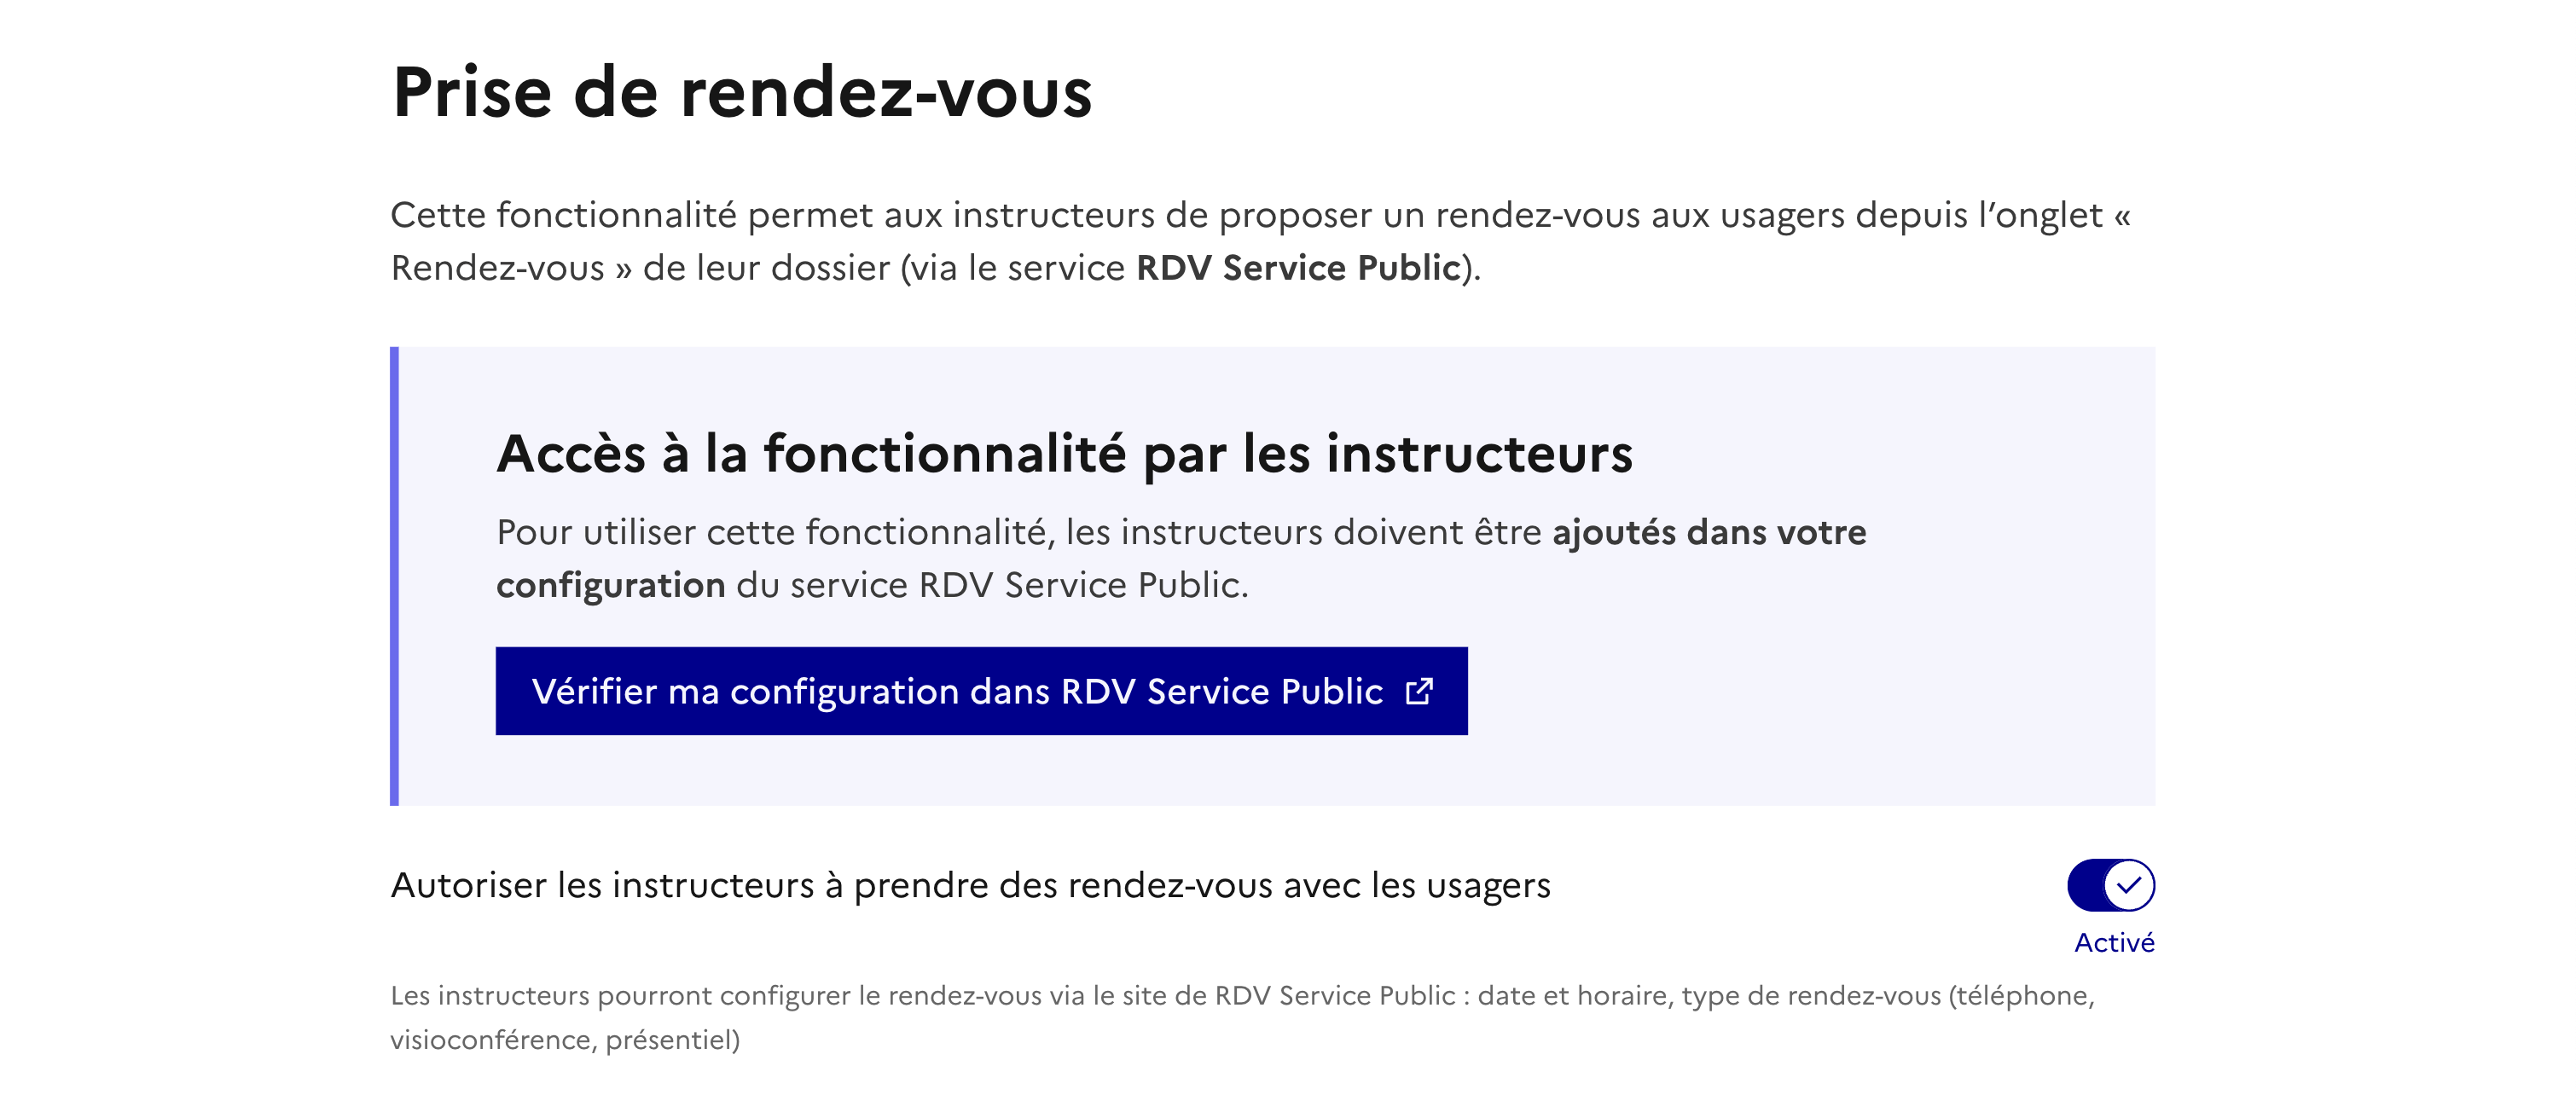 Prise de rendez-vous
Cette fonctionnalité permet aux instructeurs de proposer un rendez-vous aux usagers depuis l’onglet «
Rendez-vous » de leur dossier (via le service RDV Service Public).
Accès à la fonctionnalité par les instructeurs
Pour utiliser cette fonctionnalité, les instructeurs doivent être ajoutés dans votre
configuration du service RDV Service Public.
Vérifier ma configuration dans RDV Service Public
Autoriser les instructeurs à prendre des rendez-vous avec les usagers
Activé
Les instructeurs pourront configurer le rendez-vous via le site de RDV Service Public : date et horaire, type de rendez-vous (téléphone,
visioconférence, présentiel)